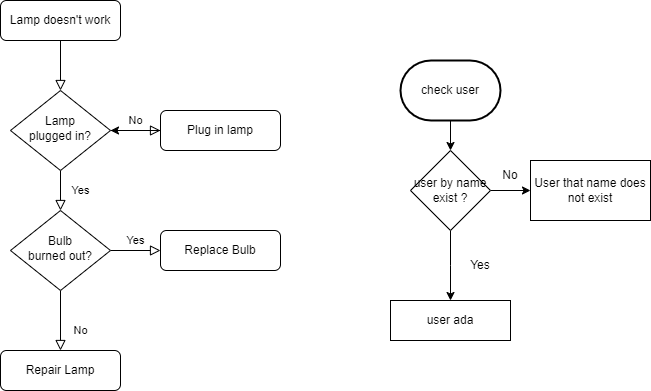 Lamp doesn't work
Lamp
plugged in?
No
Plug in lamp
Yes
Bulb
burned out?
Yes
Replace Bulb
No
Repair Lamp
check user
user by name
exist ?
No
User that name does
not exist
Yes
user ada